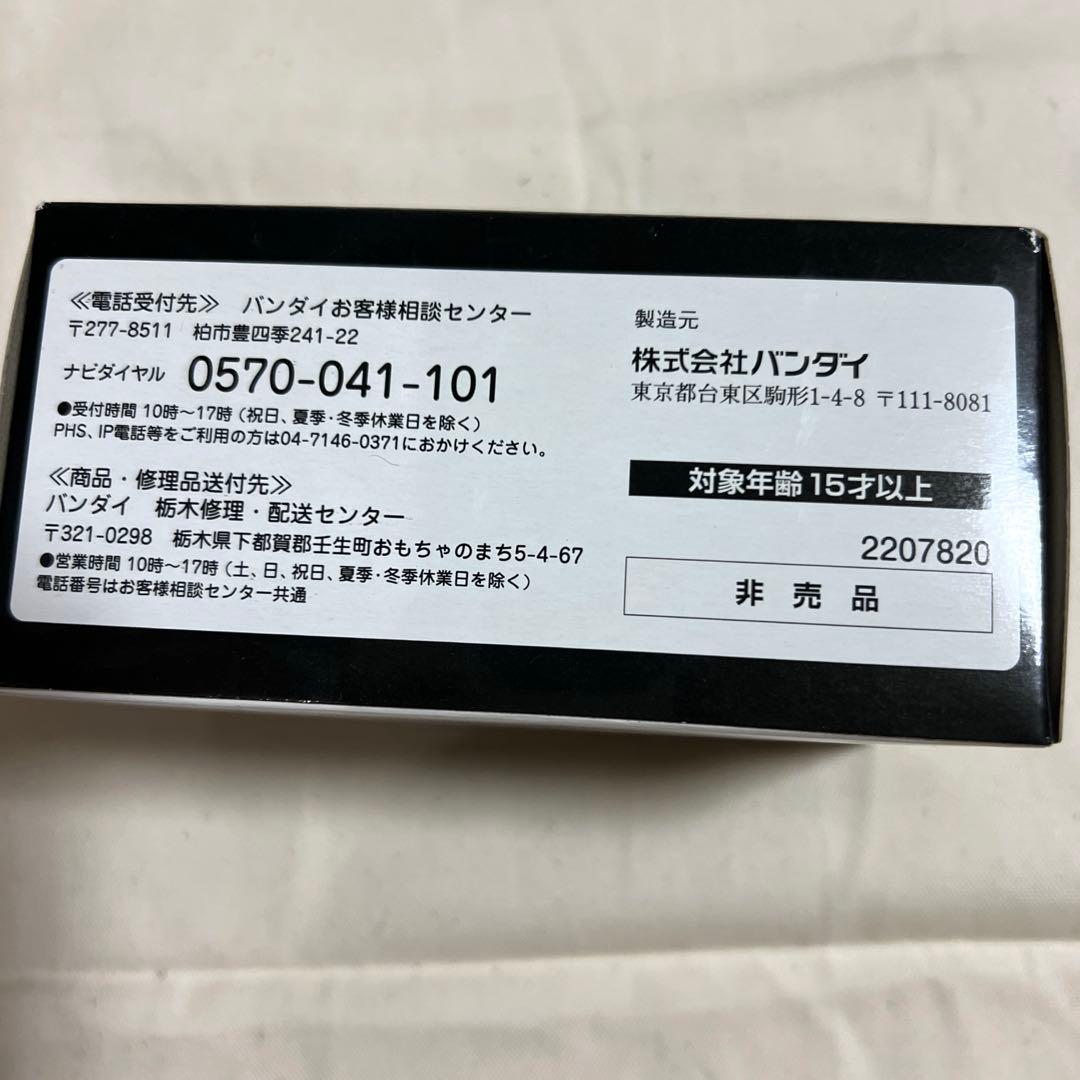 ≪電話受付先≫ バンダイお客様相談センター
〒277-8511 柏市豊四季241-22
ナビダイヤル 0570-041-101
●受付時間 10時〜17時（祝日、夏季・冬季休業日を除く）
PHS、IP電話等をご利用の方は04-7146-0371におかけください。
≪商品・修理品送付先≫
バンダイ 栃木修理・配送センター
〒321-0298 栃木県下都賀郡壬生町おもちゃのまち5-4-67
●営業時間 10時〜17時（土、日、祝日、夏季・冬季休業日を除く）
電話番号はお客様相談センター共通
製造元
株式会社バンダイ
東京都台東区駒形1-4-8 〒111-8081
対象年齢 15才以上
2207820
非売品